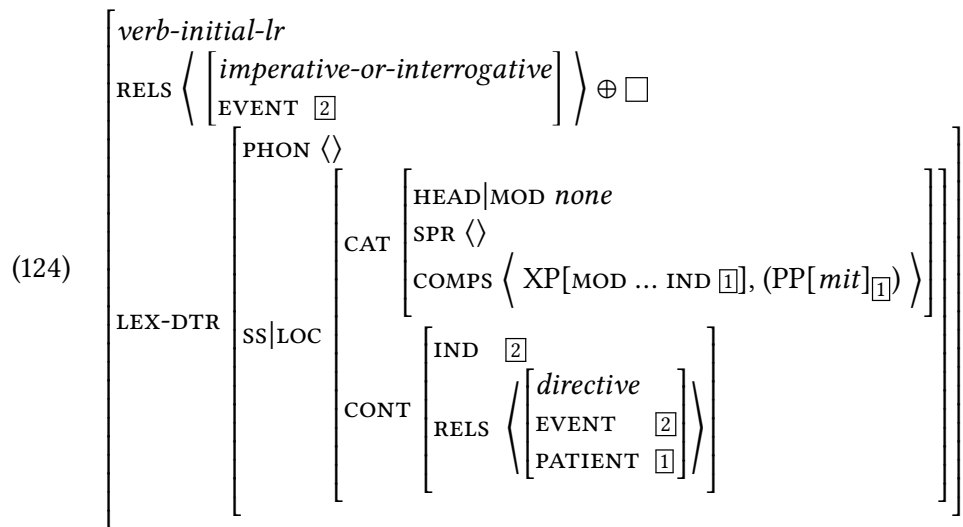 (124)
verb-initial-lr
RELS ⟨ [imperative-or-interrogative
EVENT 2] ⟩ ⊕ □
LEX-DTR
PHON ⟨⟩
SS|LOC
CAT
HEAD|MOD none
SPR ⟨⟩
COMPS ⟨ XP[MOD … IND 1], (PP[mit]1) ⟩
CONT
IND 2
RELS ⟨ [directive
EVENT 2
PATIENT 1] ⟩